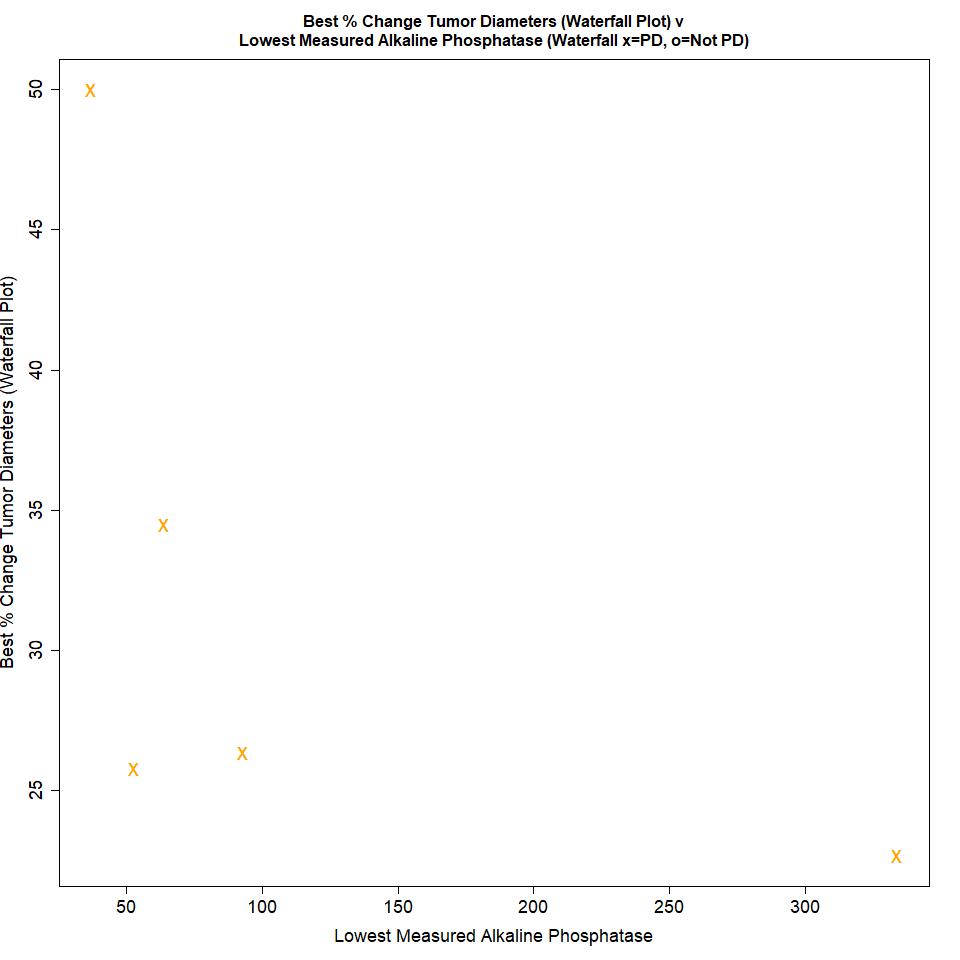 Best % Change Tumor Diameters (Waterfall Plot) v
Lowest Measured Alkaline Phosphatase (Waterfall x=PD, o=Not PD)
Best % Change Tumor Diameters (Waterfall Plot)
50
45
40
35
30
25
X
X
X
X
X
50 100 150 200 250 300
Lowest Measured Alkaline Phosphatase